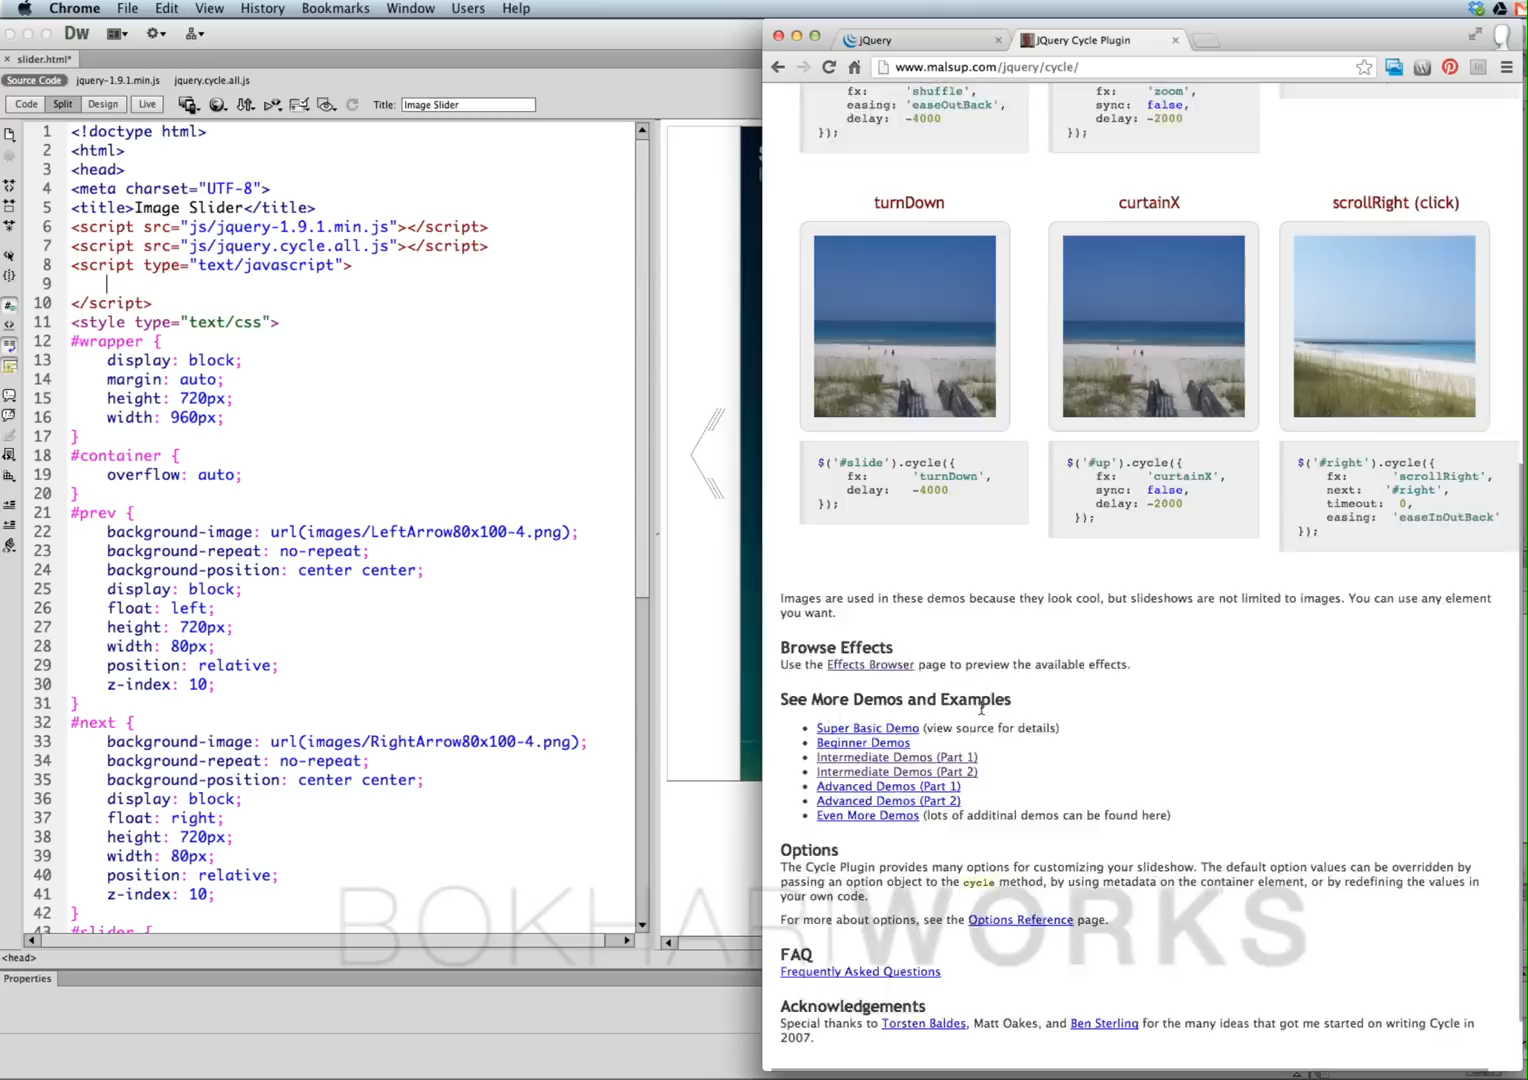 Chrome File Edit View History Bookmarks Window Users Help
Dw
slider.html*
Source Code jquery-1.9.1.min.js jquery.cycle.all.js
Code Split Design Live Title: Image Slider
1 <!doctype html>
2 <html>
3 <head>
4 <meta charset="UTF-8">
5 <title>Image Slider</title>
6 <script src="js/jquery-1.9.1.min.js"></script>
7 <script src="js/jquery.cycle.all.js"></script>
8 <script type="text/javascript">
9
10 </script>
11 <style type="text/css">
12 #wrapper {
13 display: block;
14 margin: auto;
15 height: 720px;
16 width: 960px;
17 }
18 #container {
19 overflow: auto;
20 }
21 #prev {
22 background-image: url(images/LeftArrow80x100-4.png);
23 background-repeat: no-repeat;
24 background-position: center center;
25 display: block;
26 float: left;
27 height: 720px;
28 width: 80px;
29 position: relative;
30 z-index: 10;
31 }
32 #next {
33 background-image: url(images/RightArrow80x100-4.png);
34 background-repeat: no-repeat;
35 background-position: center center;
36 display: block;
37 float: right;
38 height: 720px;
39 width: 80px;
40 position: relative;
41 z-index: 10;
42 }
43 #slider {
<head>
Properties
jQuery
JQuery Cycle Plugin
www.malsup.com/jquery/cycle/
fx: 'shuffle',
easing: 'easeOutBack',
delay: -4000
});
fx: 'zoom',
sync: false,
delay: -2000
});
turnDown
curtainX
scrollRight (click)
$('#slide').cycle({
fx: 'turnDown',
delay: -4000
});
$('#up').cycle({
fx: 'curtainX',
sync: false,
delay: -2000
});
$('#right').cycle({
fx: 'scrollRight',
next: '#right',
timeout: 0,
easing: 'easeInOutBack'
});
Images are used in these demos because they look cool, but slideshows are not limited to images. You can use any element
you want.
Browse Effects
Use the Effects Browser page to preview the available effects.
See More Demos and Examples
• Super Basic Demo (view source for details)
• Beginner Demos
• Intermediate Demos (Part 1)
• Intermediate Demos (Part 2)
• Advanced Demos (Part 1)
• Advanced Demos (Part 2)
• Even More Demos (lots of additinal demos can be found here)
Options
The Cycle Plugin provides many options for customizing your slideshow. The default option values can be overridden by
passing an option object to the cycle method, by using metadata on the container element, or by redefining the values in
your own code.
For more about options, see the Options Reference page.
FAQ
Frequently Asked Questions
Acknowledgements
Special thanks to Torsten Baldes, Matt Oakes, and Ben Sterling for the many ideas that got me started on writing Cycle in
2007.
BOKHARIWORKS